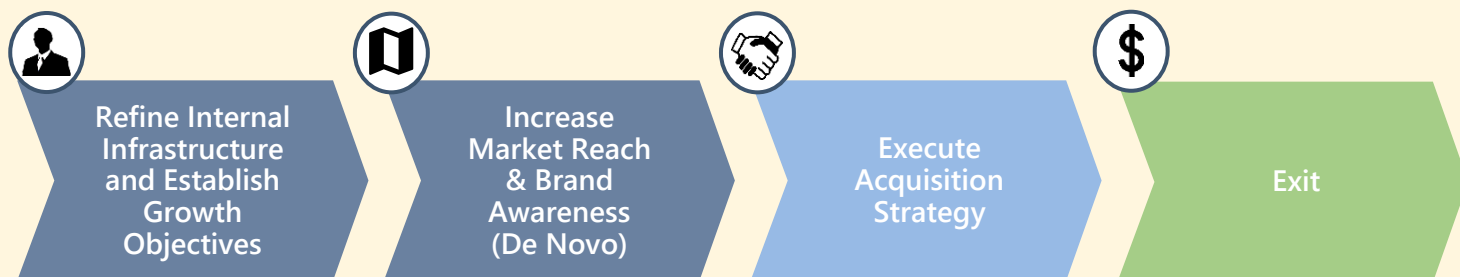 Refine Internal
Infrastructure
and Establish
Growth
Objectives
Increase
Market Reach
& Brand
Awareness
(De Novo)
Execute
Acquisition
Strategy
$
Exit